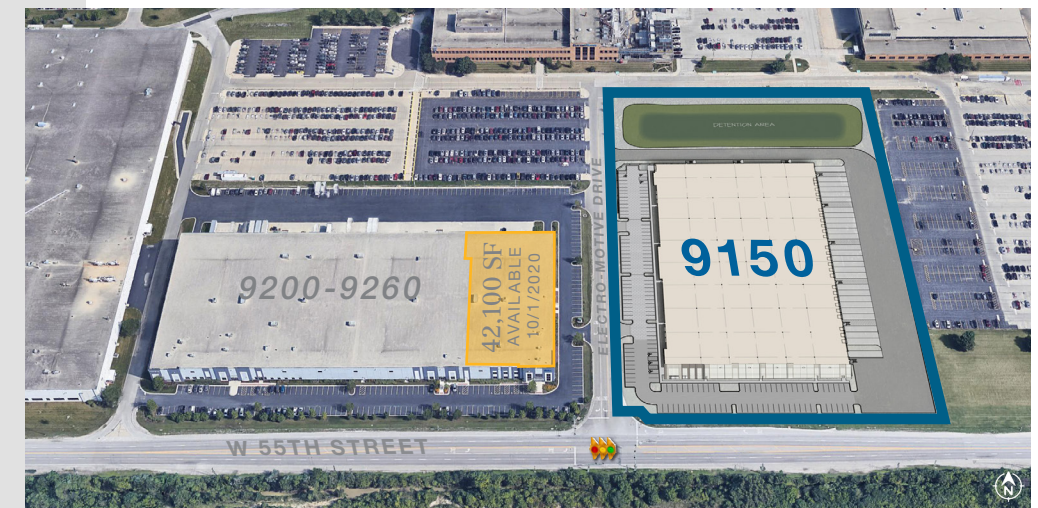 DETENTION AREA
ELECTRO-MOTIVE DRIVE
9150
9200-9260
42,100 SF
AVAILABLE
10/1/2020
W 55TH STREET
N